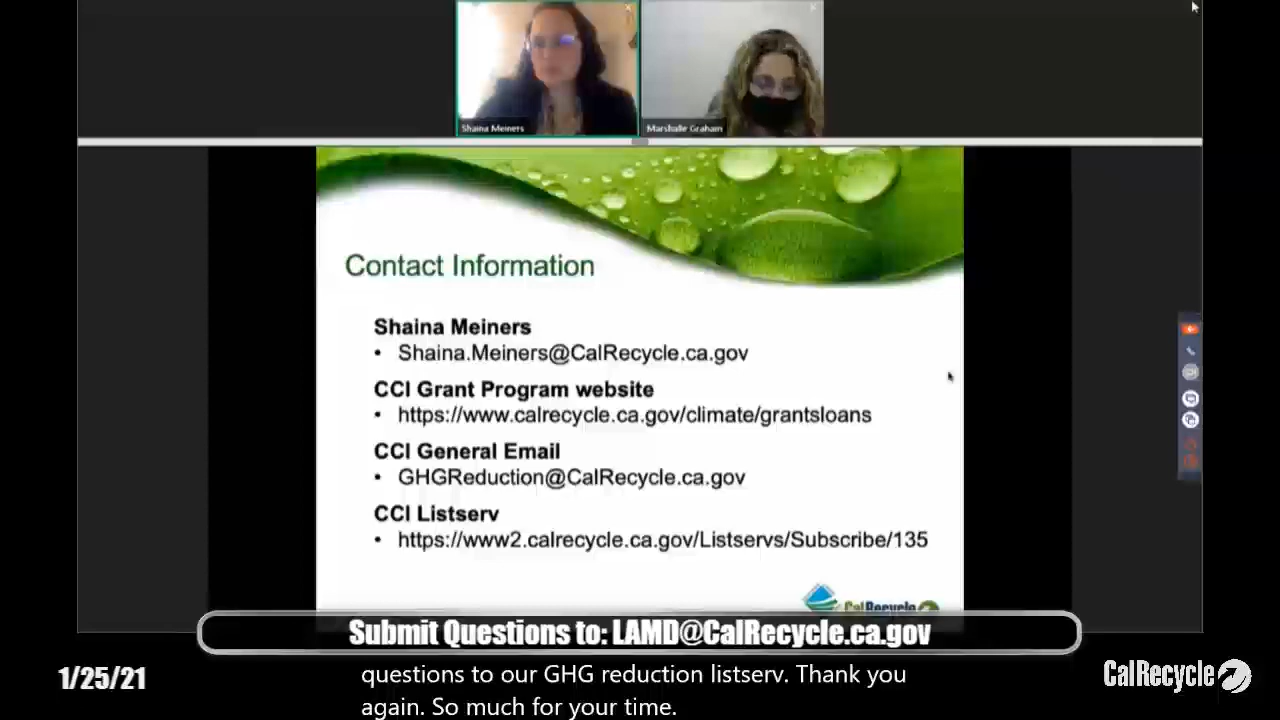 Shaina Meiners
Marshalle Graham
Contact Information
Shaina Meiners
• Shaina.Meiners@CalRecycle.ca.gov
CCI Grant Program website
• https://www.calrecycle.ca.gov/climate/grantsloans
CCI General Email
• GHGReduction@CalRecycle.ca.gov
CCI Listserv
• https://www2.calrecycle.ca.gov/Listservs/Subscribe/135
CalRecycle
Submit Questions to: LAMD@CalRecycle.ca.gov
questions to our GHG reduction listserv. Thank you
again. So much for your time.
1/25/21
CalRecycle